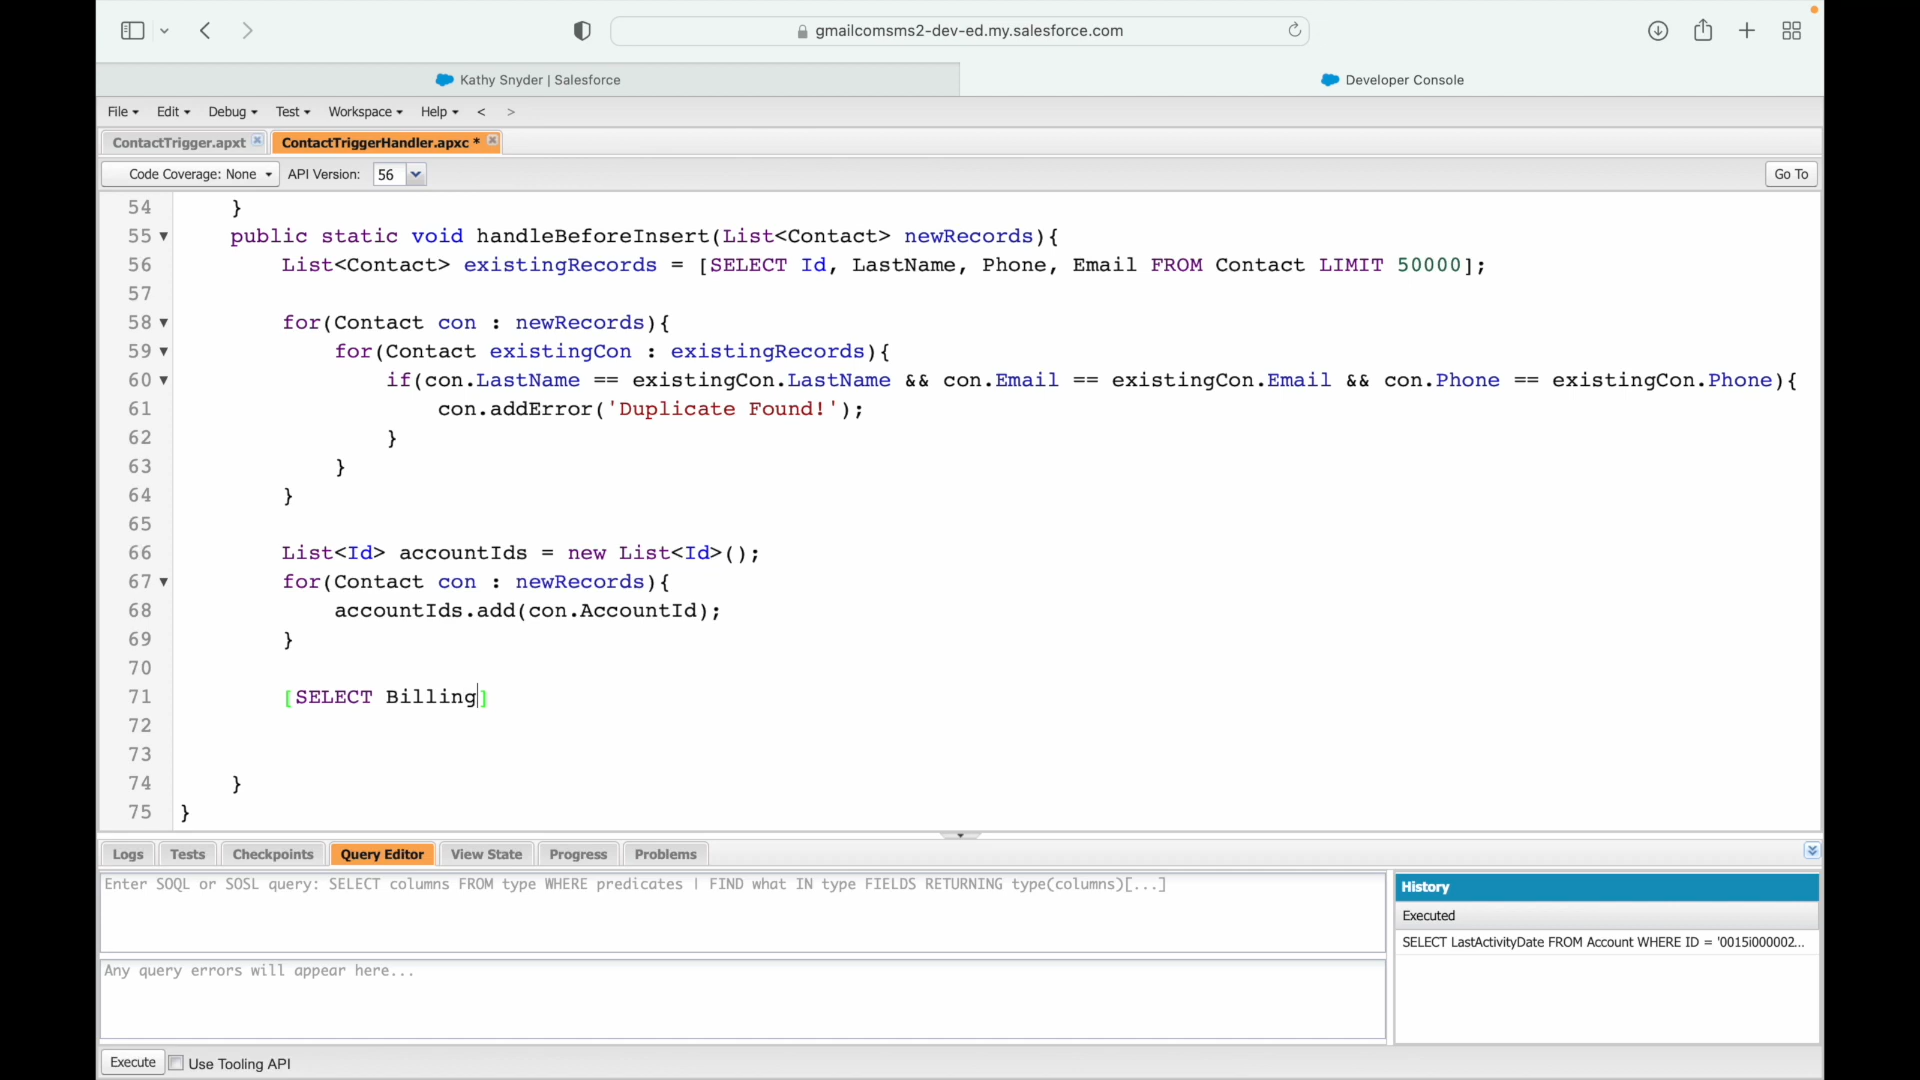 gmailcomsms2-dev-ed.my.salesforce.com
Kathy Snyder | Salesforce
Developer Console
File Edit Debug Test Workspace Help < >
ContactTrigger.apxt ContactTriggerHandler.apxc *
Code Coverage: None API Version: 56 Go To
54 }
55 public static void handleBeforeInsert(List<Contact> newRecords){
56 List<Contact> existingRecords = [SELECT Id, LastName, Phone, Email FROM Contact LIMIT 50000];
57
58 for(Contact con : newRecords){
59 for(Contact existingCon : existingRecords){
60 if(con.LastName == existingCon.LastName && con.Email == existingCon.Email && con.Phone == existingCon.Phone){
61 con.addError('Duplicate Found!');
62 }
63 }
64 }
65
66 List<Id> accountIds = new List<Id>();
67 for(Contact con : newRecords){
68 accountIds.add(con.AccountId);
69 }
70
71 [SELECT Billing]
72
73
74 }
75 }
Logs Tests Checkpoints Query Editor View State Progress Problems
Enter SOQL or SOSL query: SELECT columns FROM type WHERE predicates | FIND what IN type FIELDS RETURNING type(columns)[...]
History
Executed
SELECT LastActivityDate FROM Account WHERE ID = '0015i000002...
Any query errors will appear here...
Execute Use Tooling API